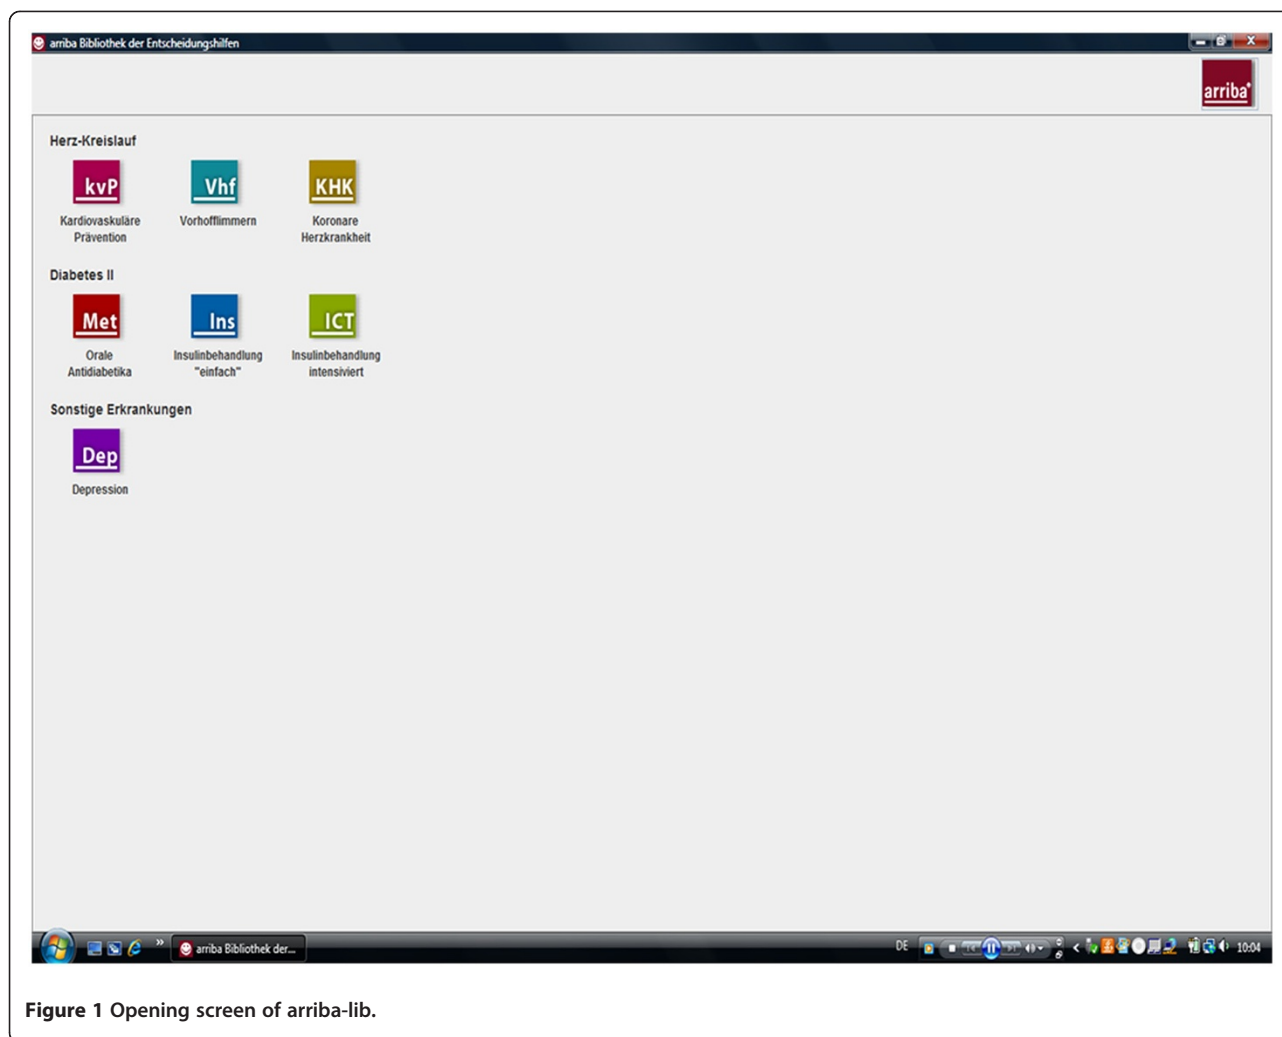 arriba Bibliothek der Entscheidungshilfen
arriba
Herz-Kreislauf
kvP
Vhf
KHK
Kardiovaskuläre
Prävention
Vorhofflimmern
Koronare
Herzkrankheit
Diabetes II
Met
Ins
ICT
Orale
Antidiabetika
Insulinbehandlung
"einfach"
Insulinbehandlung
intensiviert
Sonstige Erkrankungen
Dep
Depression
arriba Bibliothek der...
DE
10:04
Figure 1 Opening screen of arriba-lib.